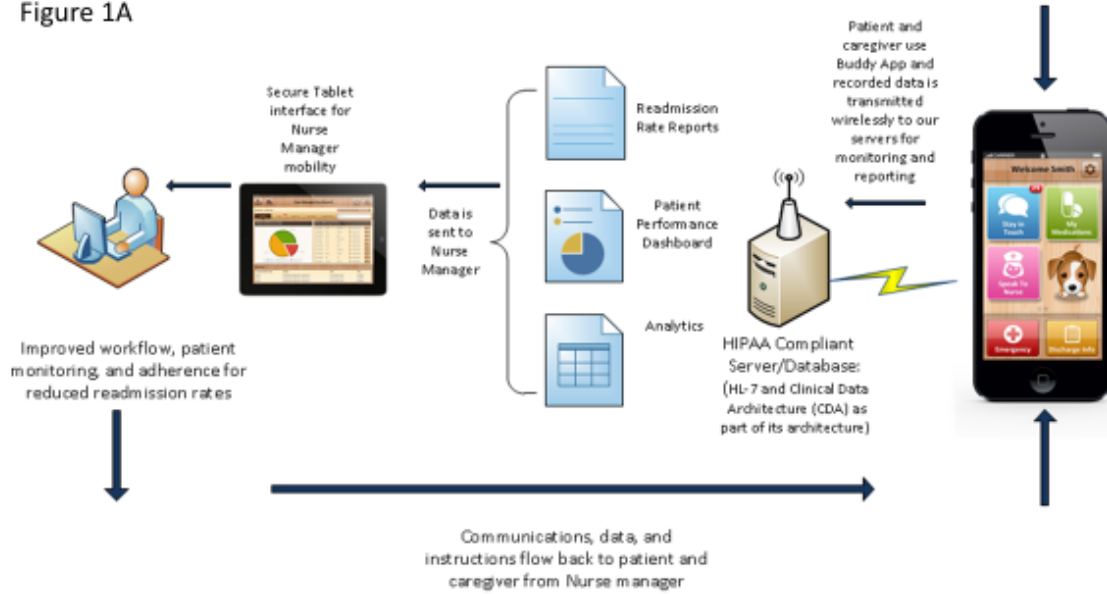 Figure 1A
Patient and
caregiver use
Buddy App and
recorded data is
transmitted
wirelessly to our
servers for
monitoring and
reporting
Secure Tablet
interface for
Nurse
Manager
mobility
Readmission
Rate Reports
Data is
sent to
Nurse
Manager
Patient
Performance
Dashboard
Analytics
HIPAA Compliant
Server/Database:
(HL-7 and Clinical Data
Architecture (CDA) as
part of its architecture)
Welcome Smith
Stay in
Touch
My
Medications
Speak To
Nurse
Emergency
Discharge Info
Improved workflow, patient
monitoring, and adherence for
reduced readmission rates
Communications, data, and
instructions flow back to patient and
caregiver from Nurse manager